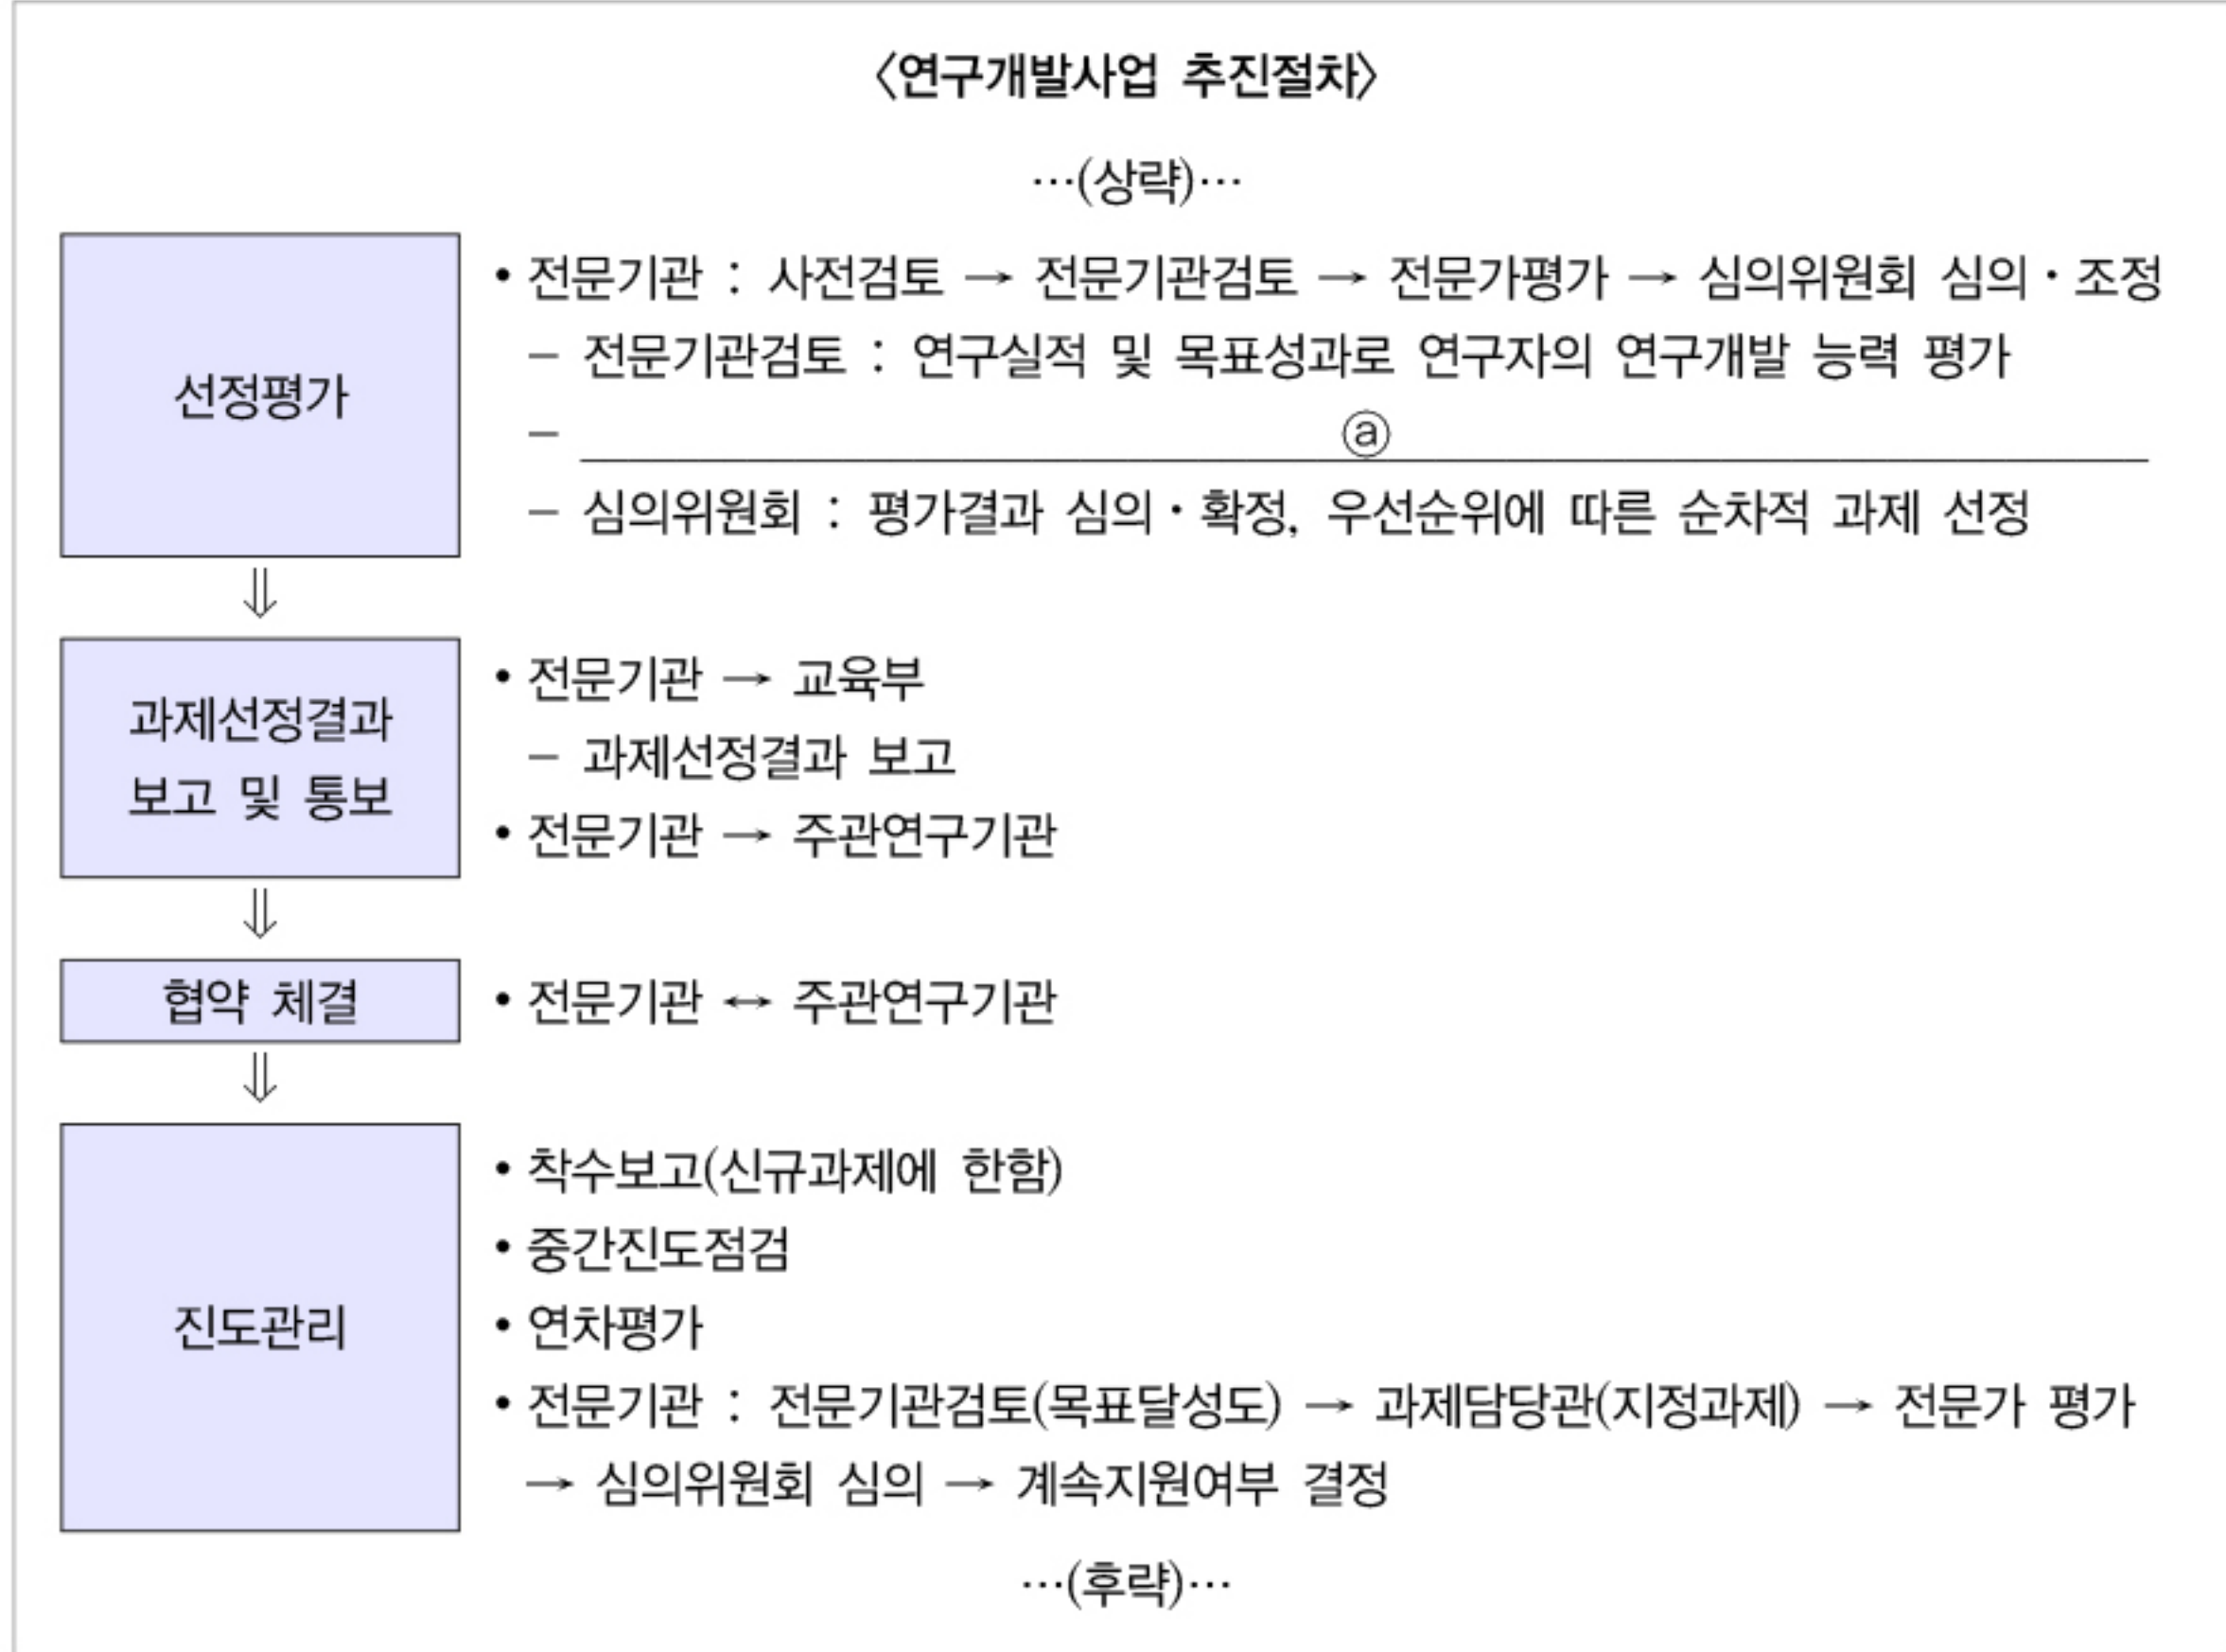 〈연구개발사업 추진절차〉
…(상략)…
선정평가
• 전문기관 : 사전검토 → 전문기관검토 → 전문가평가 → 심의위원회 심의·조정
– 전문기관검토 : 연구실적 및 목표성과로 연구자의 연구개발 능력 평가
– ⓐ
– 심의위원회 : 평가결과 심의·확정, 우선순위에 따른 순차적 과제 선정
⇓
과제선정결과
보고 및 통보
• 전문기관 → 교육부
– 과제선정결과 보고
• 전문기관 → 주관연구기관
⇓
협약 체결
• 전문기관 ↔ 주관연구기관
⇓
진도관리
• 착수보고(신규과제에 한함)
• 중간진도점검
• 연차평가
• 전문기관 : 전문기관검토(목표달성도) → 과제담당관(지정과제) → 전문가 평가
→ 심의위원회 심의 → 계속지원여부 결정
…(후략)…